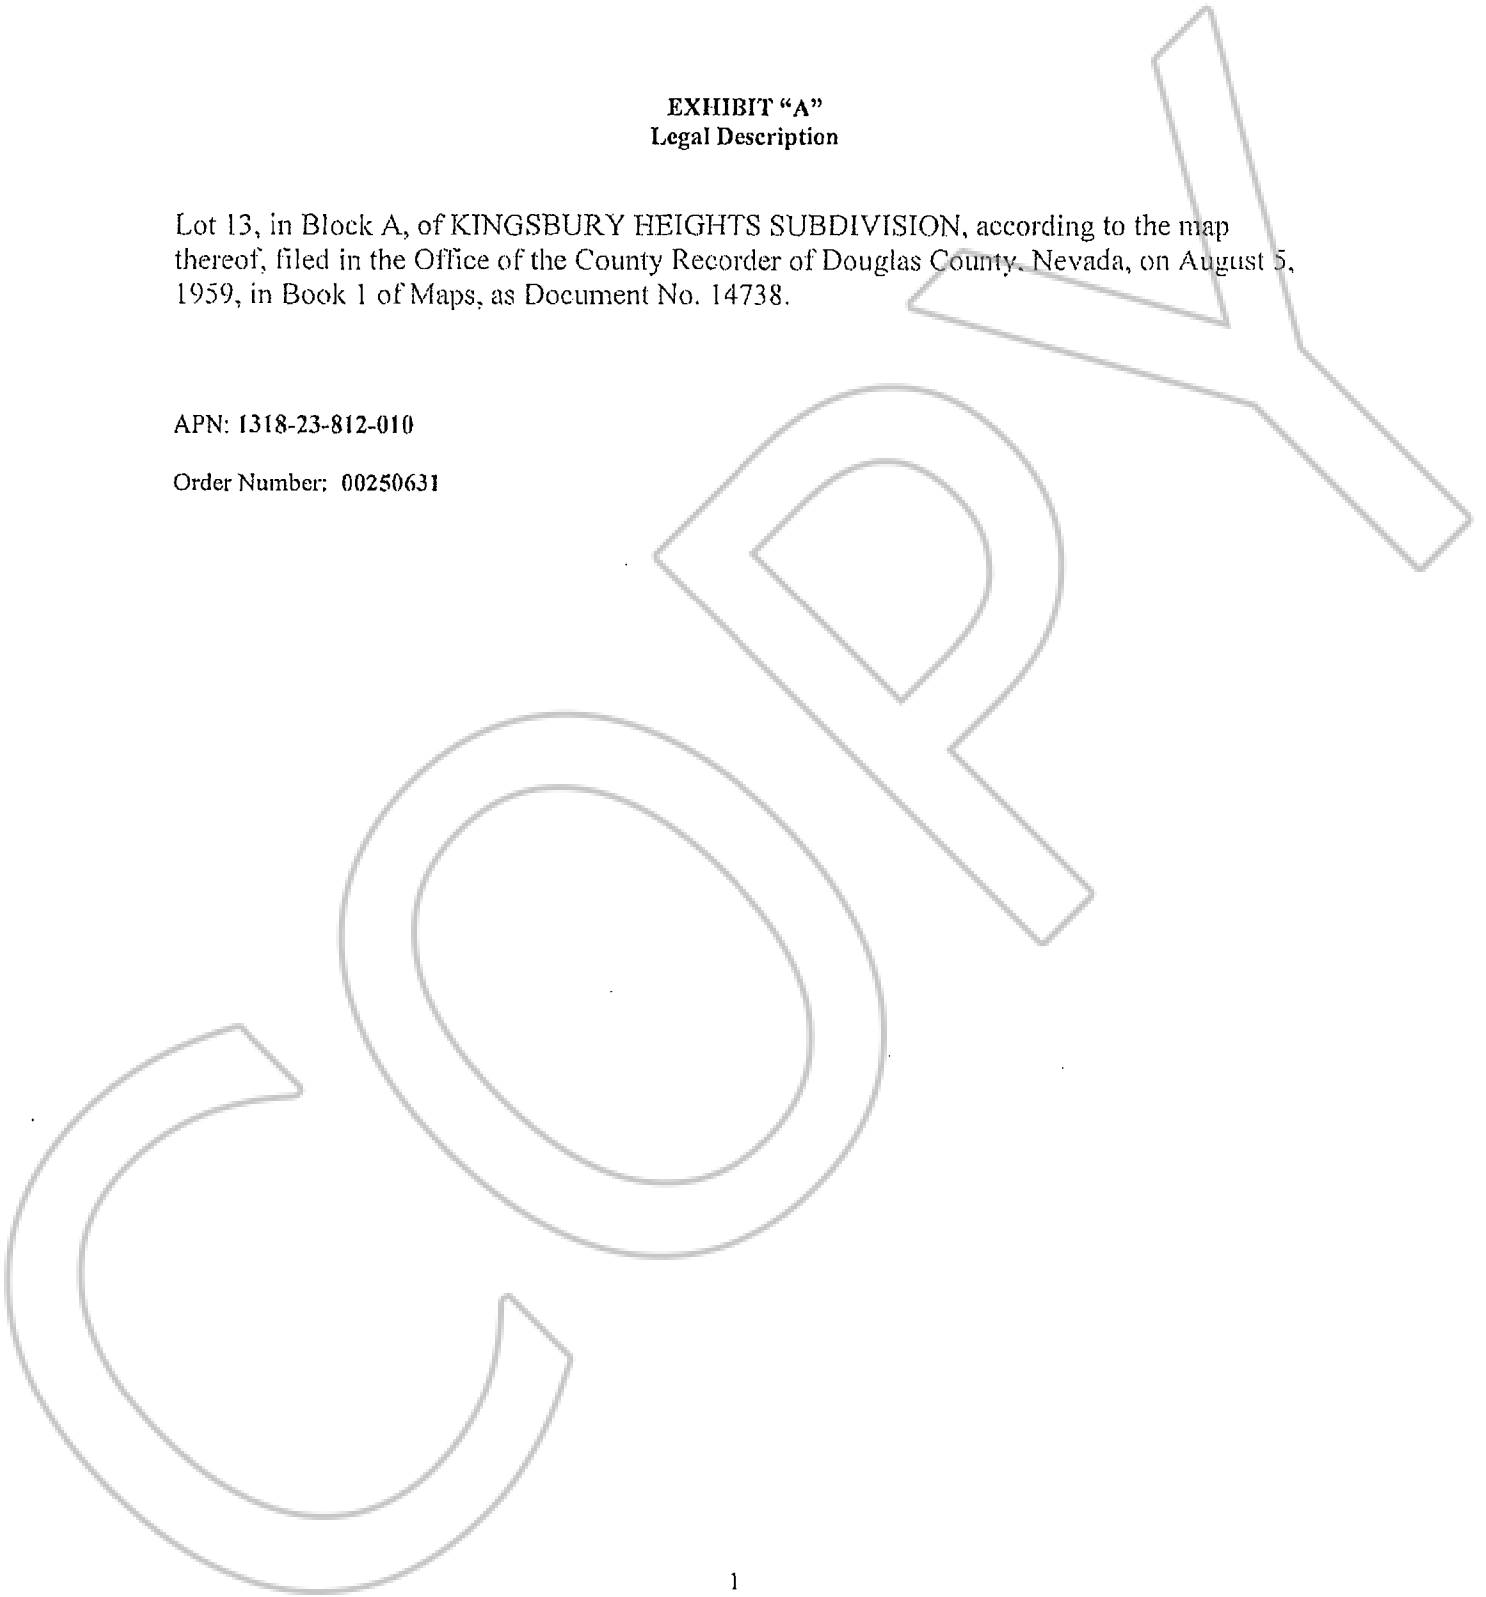 EXHIBIT “A”
Legal Description
Lot 13, in Block A, of KINGSBURY HEIGHTS SUBDIVISION, according to the map
thereof, filed in the Office of the County Recorder of Douglas County, Nevada, on August 5,
1959, in Book 1 of Maps, as Document No. 14738.
APN: 1318-23-812-010
Order Number: 00250631
COPY
1